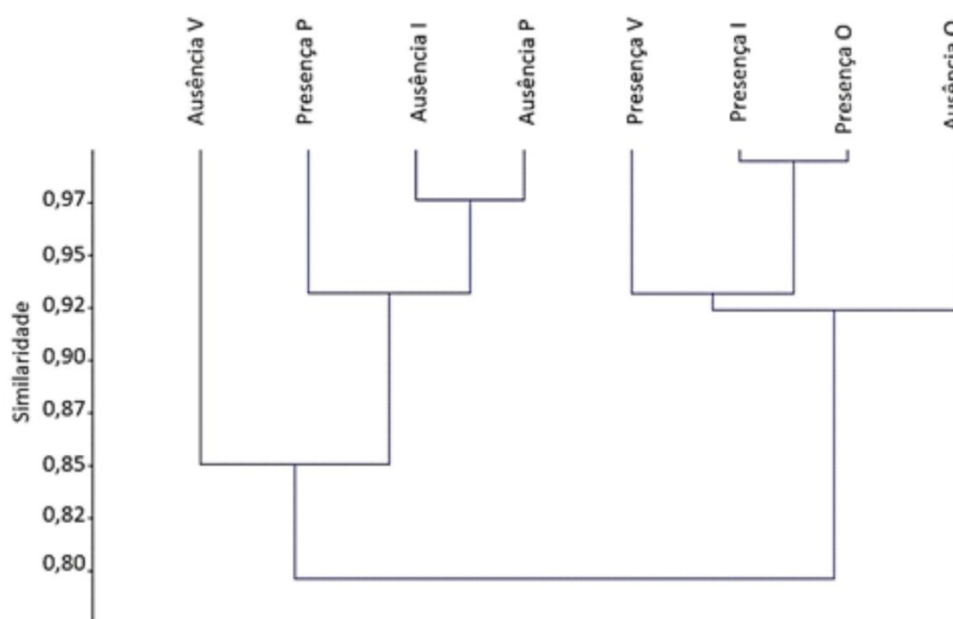 Ausência V
Presença P
Ausência I
Ausência P
Presença V
Presença I
Presença O
Ausência O
Similaridade
0,97
0,95
0,92
0,90
0,87
0,85
0,82
0,80